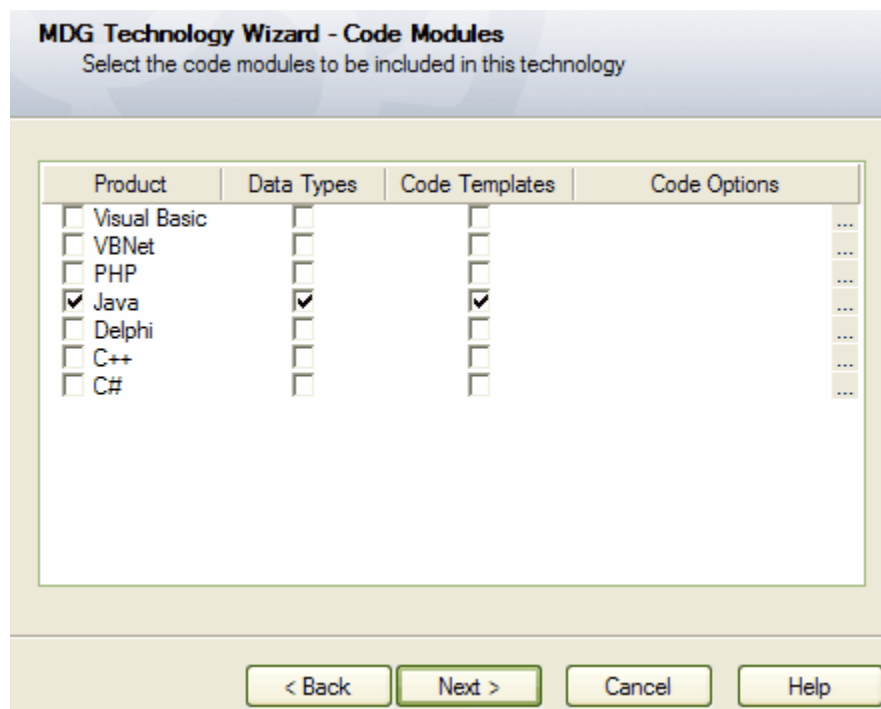 MDG Technology Wizard - Code Modules
Select the code modules to be included in this technology
Product Data Types Code Templates Code Options
Visual Basic ...
VBNet ...
PHP ...
Java ...
Delphi ...
C++ ...
C# ...
< Back Next > Cancel Help